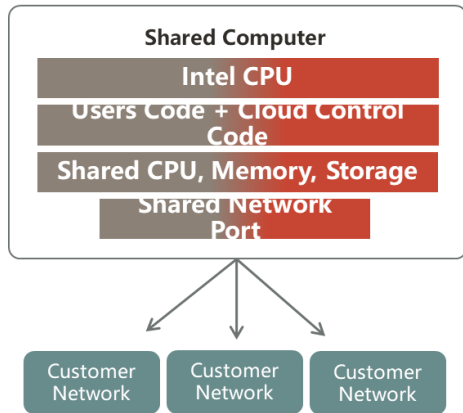 Shared Computer
Intel CPU
Users Code + Cloud Control
Code
Shared CPU, Memory, Storage
Shared Network
Port
Customer
Network
Customer
Network
Customer
Network